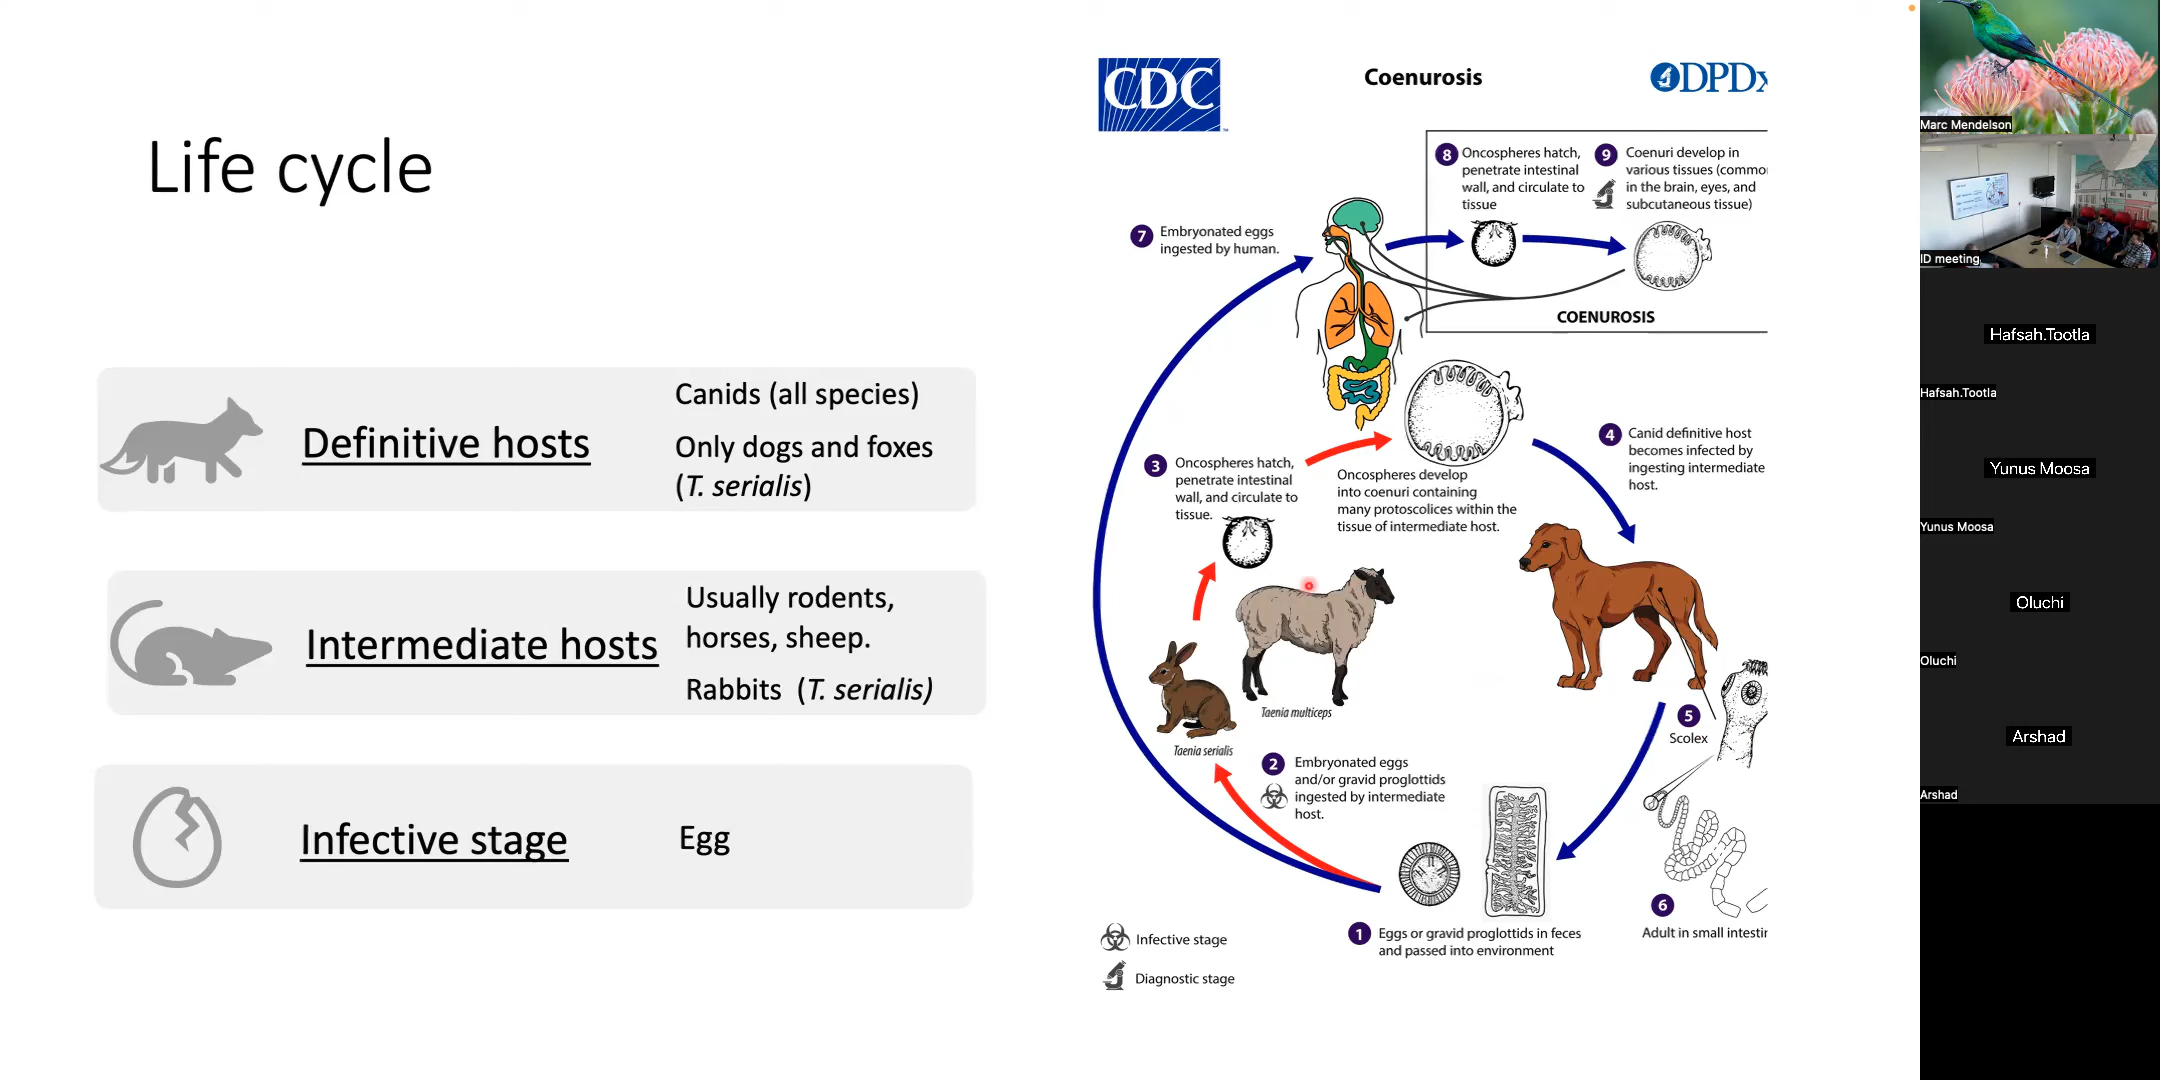 Life cycle
Definitive hosts
Canids (all species)
Only dogs and foxes
(T. serialis)
Intermediate hosts
Usually rodents,
horses, sheep.
Rabbits (T. serialis)
Infective stage
Egg
CDC
TM
Coenurosis
DPDx
8 Oncospheres hatch,
penetrate intestinal
wall, and circulate to
tissue
9 Coenuri develop in
various tissues (commo
in the brain, eyes, and
subcutaneous tissue)
COENUROSIS
7 Embryonated eggs
ingested by human.
3 Oncospheres hatch,
penetrate intestinal
wall, and circulate to
tissue.
Oncospheres develop
into coenuri containing
many protoscolices within the
tissue of intermediate host.
4 Canid definitive host
becomes infected by
ingesting intermediate
host.
Taenia multiceps
Taenia serialis
2 Embryonated eggs
and/or gravid proglottids
ingested by intermediate
host.
5
Scolex
6
Adult in small intestin
1 Eggs or gravid proglottids in feces
and passed into environment
Infective stage
Diagnostic stage
Marc Mendelson
ID meeting
Hafsah.Tootla
Hafsah.Tootla
Yunus Moosa
Yunus Moosa
Oluchi
Oluchi
Arshad
Arshad